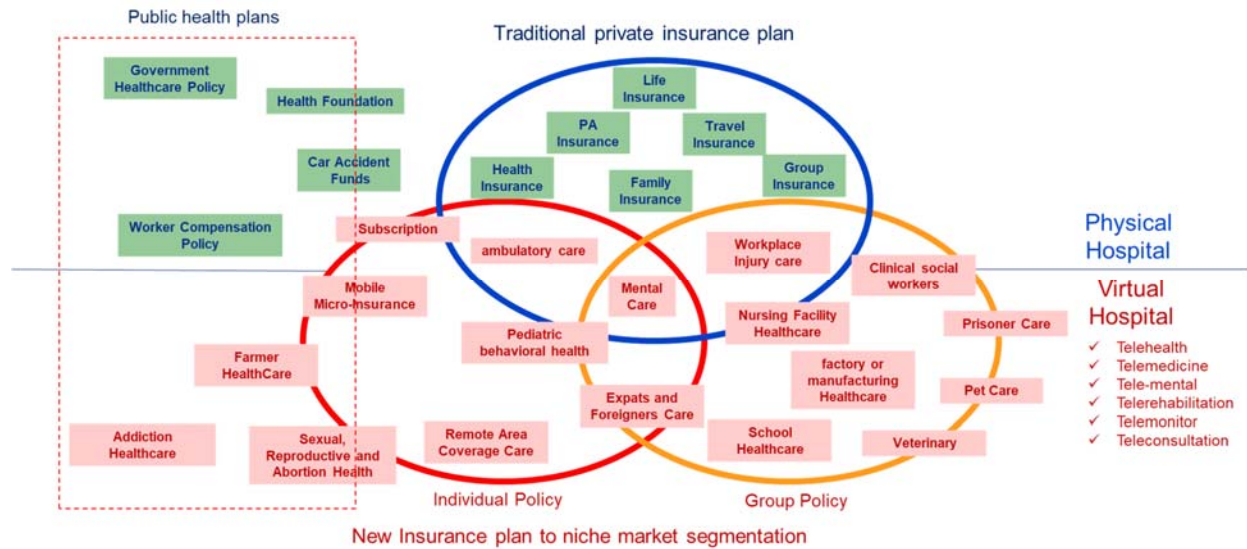 Public health plans
Traditional private insurance plan
Government
Healthcare Policy
Health Foundation
Car Accident
Funds
Worker Compensation
Policy
Life
Insurance
PA
Insurance
Travel
Insurance
Health
Insurance
Family
Insurance
Group
Insurance
Subscription
ambulatory care
Workplace
Injury care
Clinical social
workers
Physical
Hospital
Mobile
Micro-Insurance
Mental
Care
Pediatric
behavioral health
Nursing Facility
Healthcare
Prisoner Care
Virtual
Hospital
✓ Telehealth
✓ Telemedicine
✓ Tele-mental
✓ Telerehabilitation
✓ Telemonitor
✓ Teleconsultation
Farmer
HealthCare
factory or
manufacturing
Healthcare
Pet Care
Expats and
Foreigners Care
Addiction
Healthcare
Sexual,
Reproductive and
Abortion Health
Remote Area
Coverage Care
School
Healthcare
Veterinary
Individual Policy
Group Policy
New Insurance plan to niche market segmentation